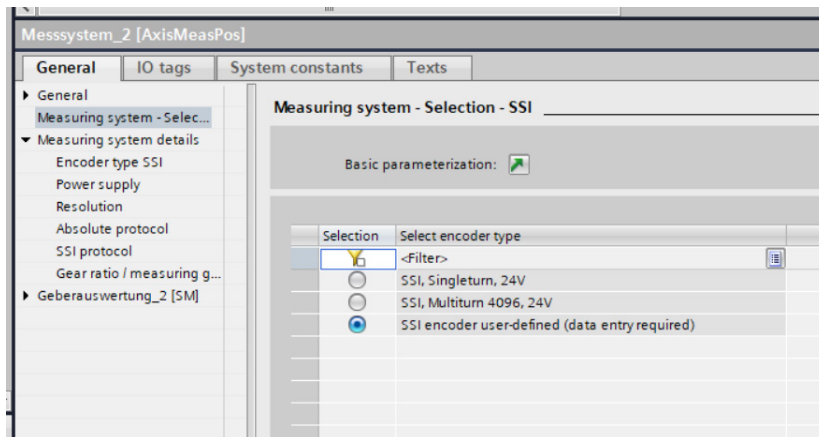 Messsystem_2 [AxisMeasPos]
General IO tags System constants Texts
General
Measuring system - Selec...
Measuring system details
Encoder type SSI
Power supply
Resolution
Absolute protocol
SSI protocol
Gear ratio / measuring g...
Geberauswertung_2 [SM]
Measuring system - Selection - SSI
Basic parameterization:
Selection Select encoder type
<Filter>
SSI, Singleturn, 24V
SSI, Multiturn 4096, 24V
SSI encoder user-defined (data entry required)